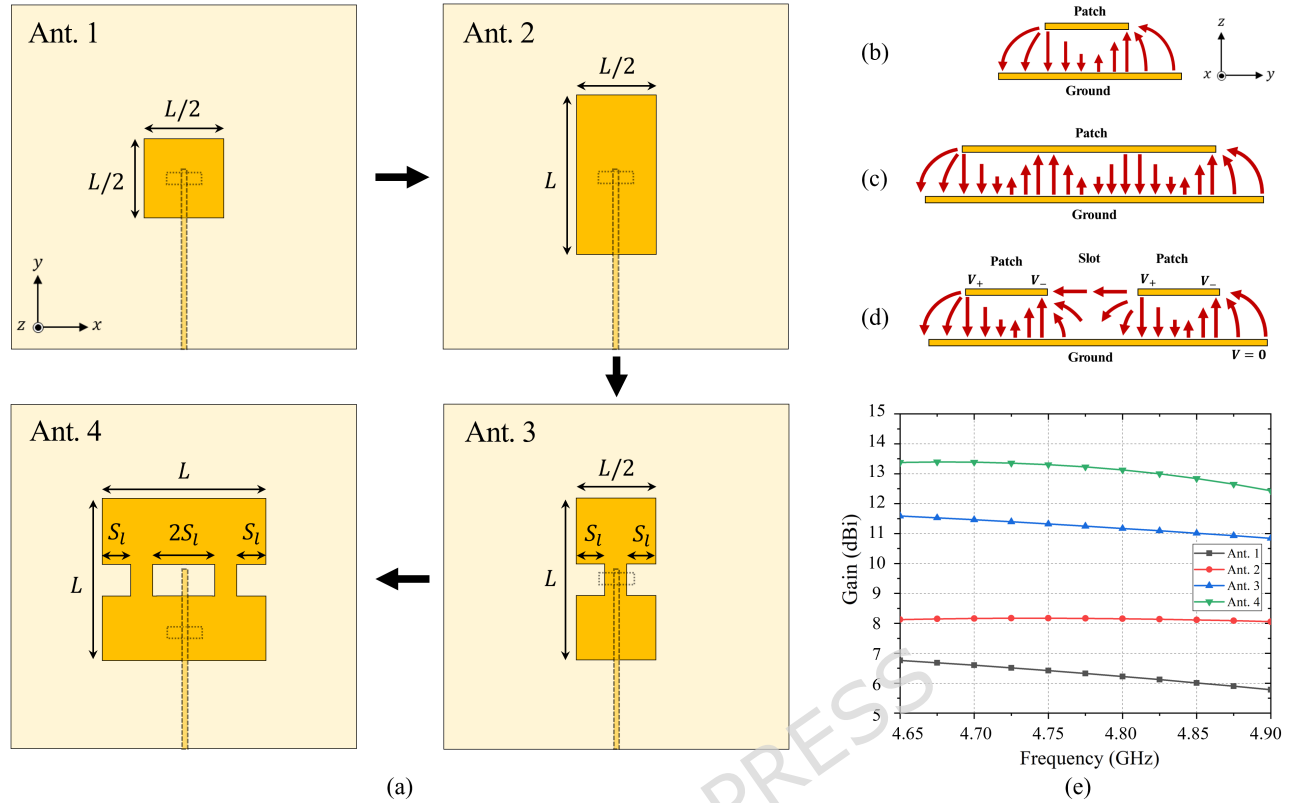 Ant. 1
L/2
L/2
y
z
x
Ant. 2
L/2
L
Ant. 4
L
S_l
2S_l
S_l
L
Ant. 3
L/2
S_l
S_l
L
(a)
(b)
Patch
Ground
z
x
y
(c)
Patch
Ground
(d)
Patch
Slot
Patch
V_+
V_−
V_+
V_−
Ground
V = 0
15
14
13
12
11
10
9
8
7
6
5
Gain (dBi)
Ant. 1
Ant. 2
Ant. 3
Ant. 4
4.65
4.70
4.75
4.80
4.85
4.90
Frequency (GHz)
(e)
PRESS